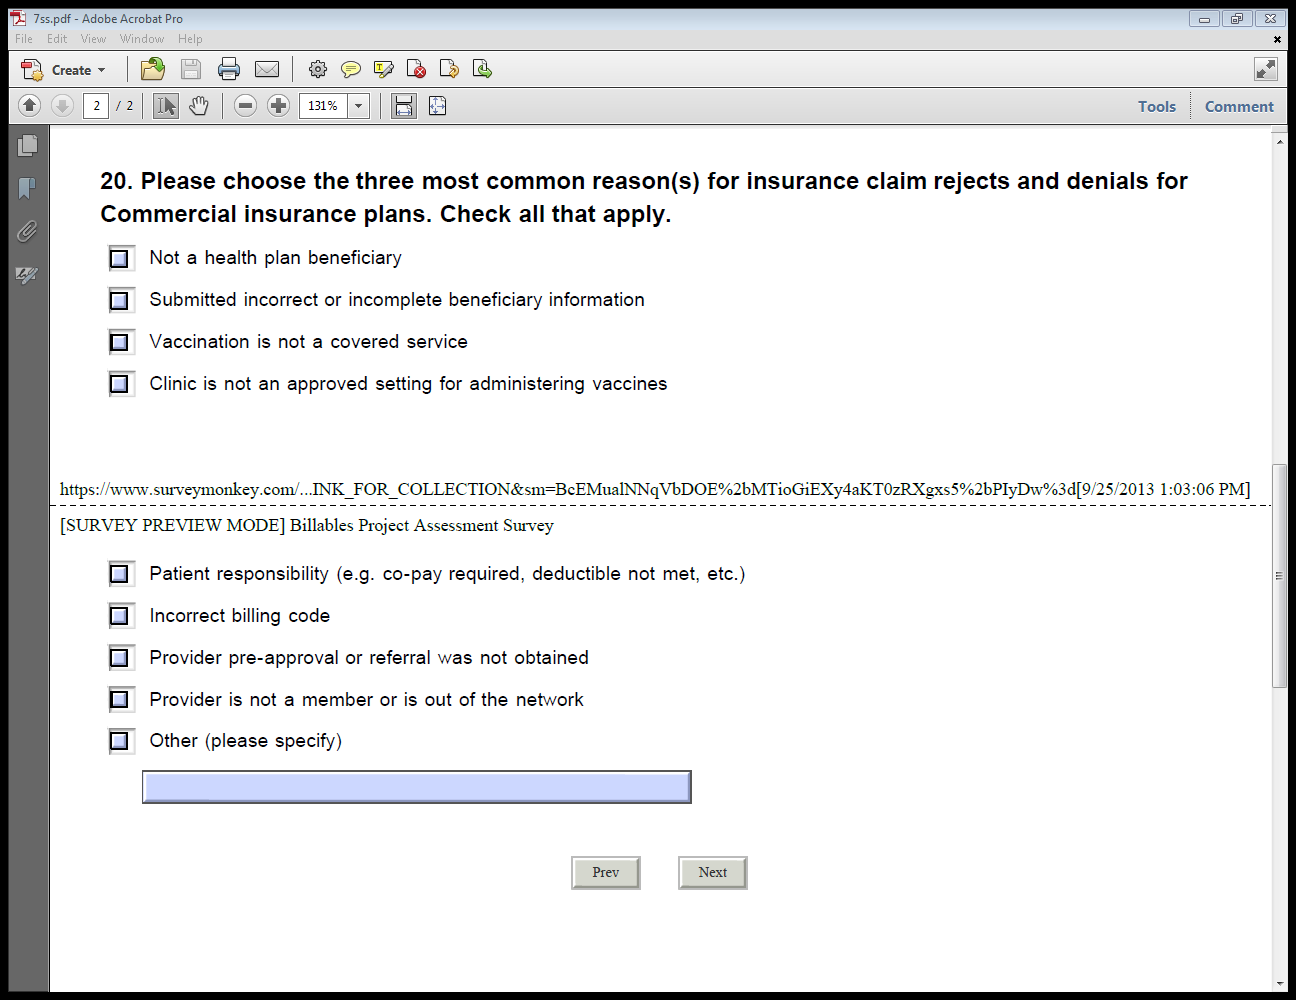 7ss.pdf - Adobe Acrobat Pro
File Edit View Window Help
Create
2 / 2 131% Tools Comment
20. Please choose the three most common reason(s) for insurance claim rejects and denials for
Commercial insurance plans. Check all that apply.
Not a health plan beneficiary
Submitted incorrect or incomplete beneficiary information
Vaccination is not a covered service
Clinic is not an approved setting for administering vaccines
https://www.surveymonkey.com/...INK_FOR_COLLECTION&sm=BcEMualNNqVbDOE%2bMTioGiEXy4aKT0zRXgxs5%2bPIyDw%3d[9/25/2013 1:03:06 PM]
[SURVEY PREVIEW MODE] Billables Project Assessment Survey
Patient responsibility (e.g. co-pay required, deductible not met, etc.)
Incorrect billing code
Provider pre-approval or referral was not obtained
Provider is not a member or is out of the network
Other (please specify)
Prev Next